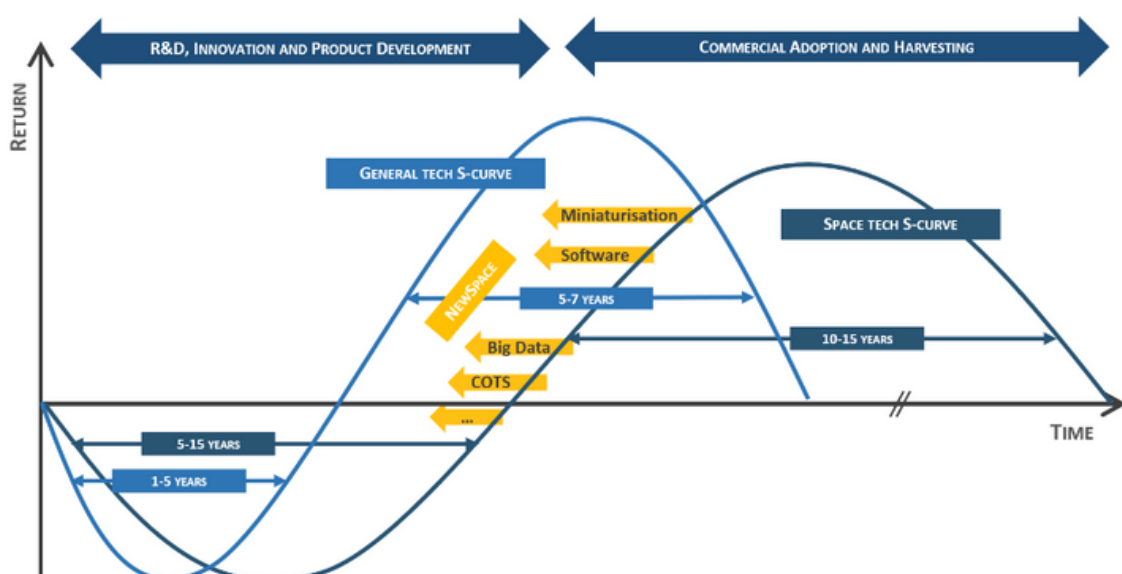 R&D, INNOVATION AND PRODUCT DEVELOPMENT
COMMERCIAL ADOPTION AND HARVESTING
RETURN
GENERAL TECH S-CURVE
Miniaturisation
SPACE TECH S-CURVE
Software
NEWSPACE
5-7 YEARS
Big Data
10-15 YEARS
COTS
...
TIME
5-15 YEARS
1-5 YEARS